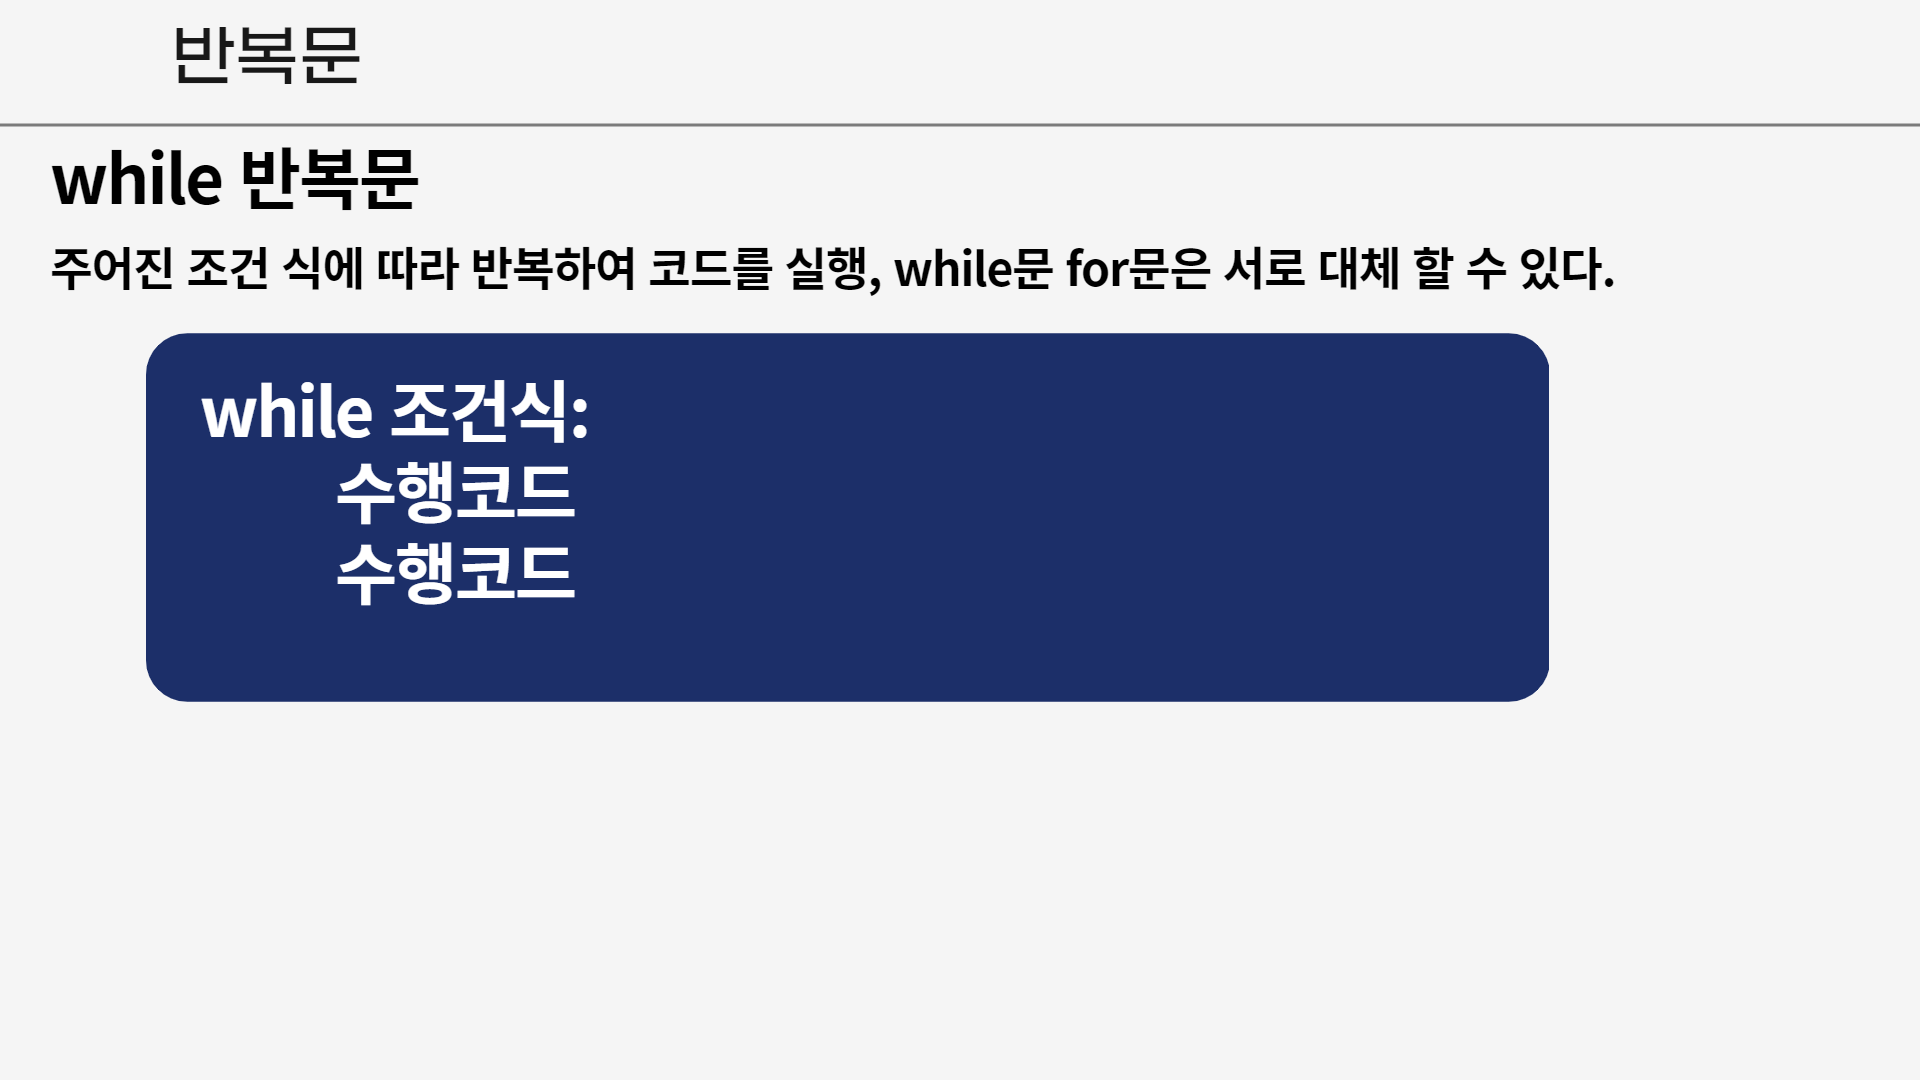 반복문
while 반복문
주어진 조건 식에 따라 반복하여 코드를 실행, while문 for문은 서로 대체 할 수 있다.
while 조건식:
수행코드
수행코드